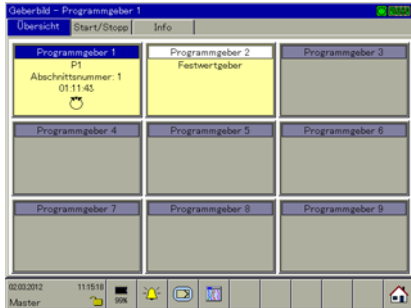 Geberbild - Programmgeber 1
Übersicht Start/Stopp Info
Programmgeber 1 Programmgeber 2 Programmgeber 3
P1 Festwertgeber
Abschnittsnummer: 1
01:11:43
Programmgeber 4 Programmgeber 5 Programmgeber 6
Programmgeber 7 Programmgeber 8 Programmgeber 9
02.03.2012 11:15:18
Master 99%